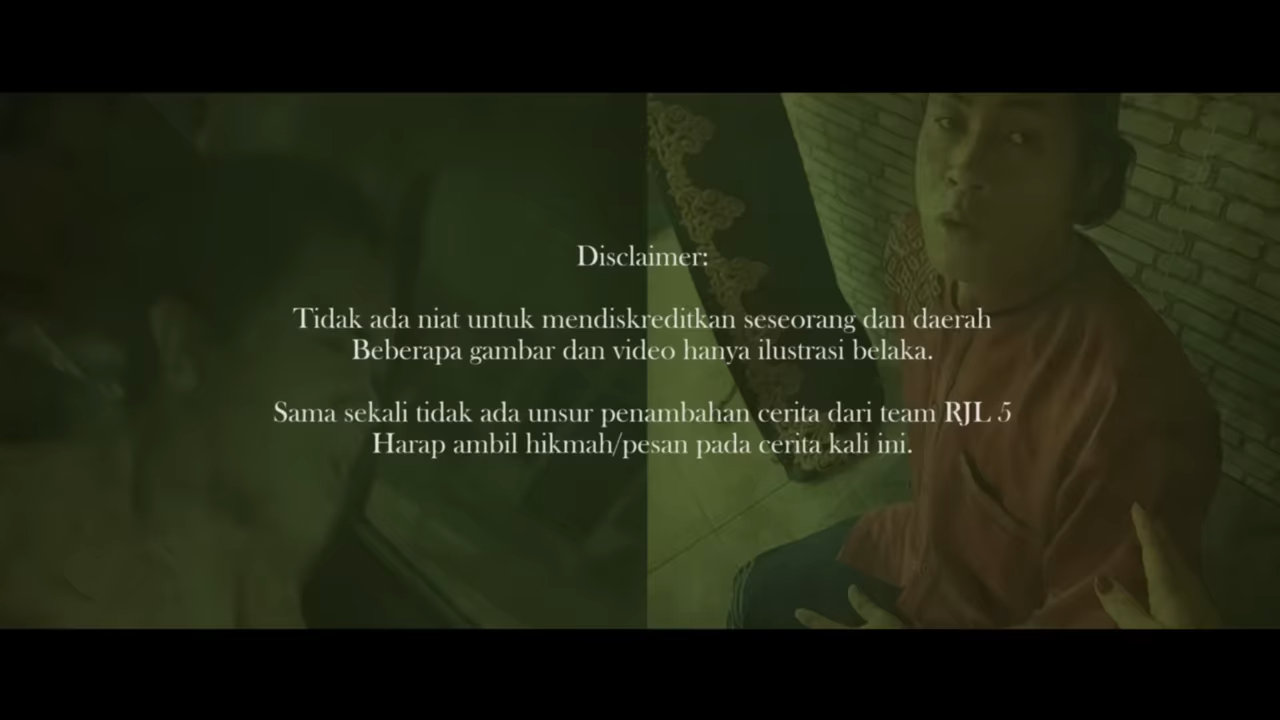 Disclaimer:
Tidak ada niat untuk mendiskreditkan seseorang dan daerah
Beberapa gambar dan video hanya ilustrasi belaka.
Sama sekali tidak ada unsur penambahan cerita dari team RJL 5
Harap ambil hikmah/pesan pada cerita kali ini.